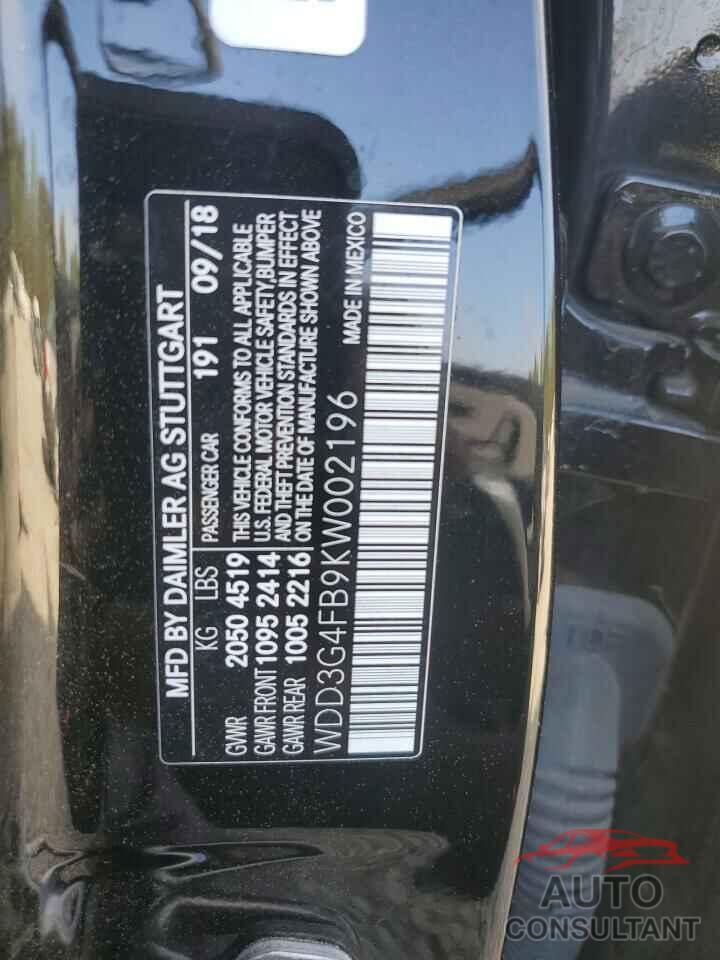 MFD BY DAIMLER AG STUTTGART
PASSENGER CAR 191 09/18
KG LBS
GVWR 2050 4519
GAWR FRONT 1095 2414
GAWR REAR 1005 2216
THIS VEHICLE CONFORMS TO ALL APPLICABLE
U.S. FEDERAL MOTOR VEHICLE SAFETY,BUMPER
AND THEFT PREVENTION STANDARDS IN EFFECT
ON THE DATE OF MANUFACTURE SHOWN ABOVE
WDD3G4FB9KW002196
MADE IN MEXICO
AUTO
CONSULTANT